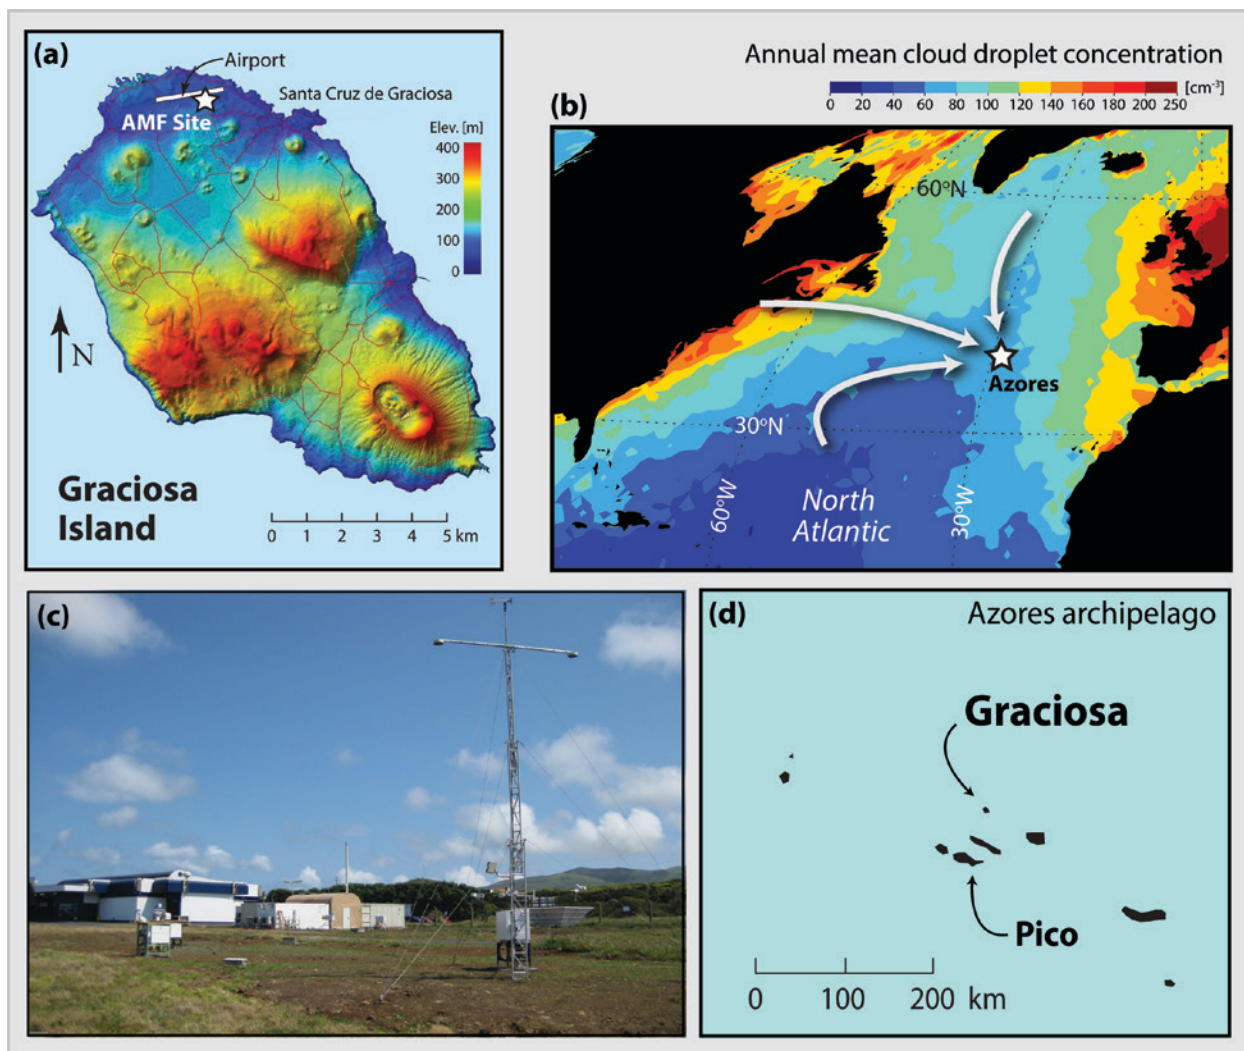 (a)
Airport
Santa Cruz de Graciosa
AMF Site
Elev. [m]
400
300
200
100
0
N
Graciosa
Island
0 1 2 3 4 5 km
Annual mean cloud droplet concentration
[cm-3]
0 20 40 60 80 100 120 140 160 180 200 250
(b)
60°N
Azores
30°N
60°W
North
Atlantic
30°W
(c)
(d)
Azores archipelago
Graciosa
Pico
0 100 200 km